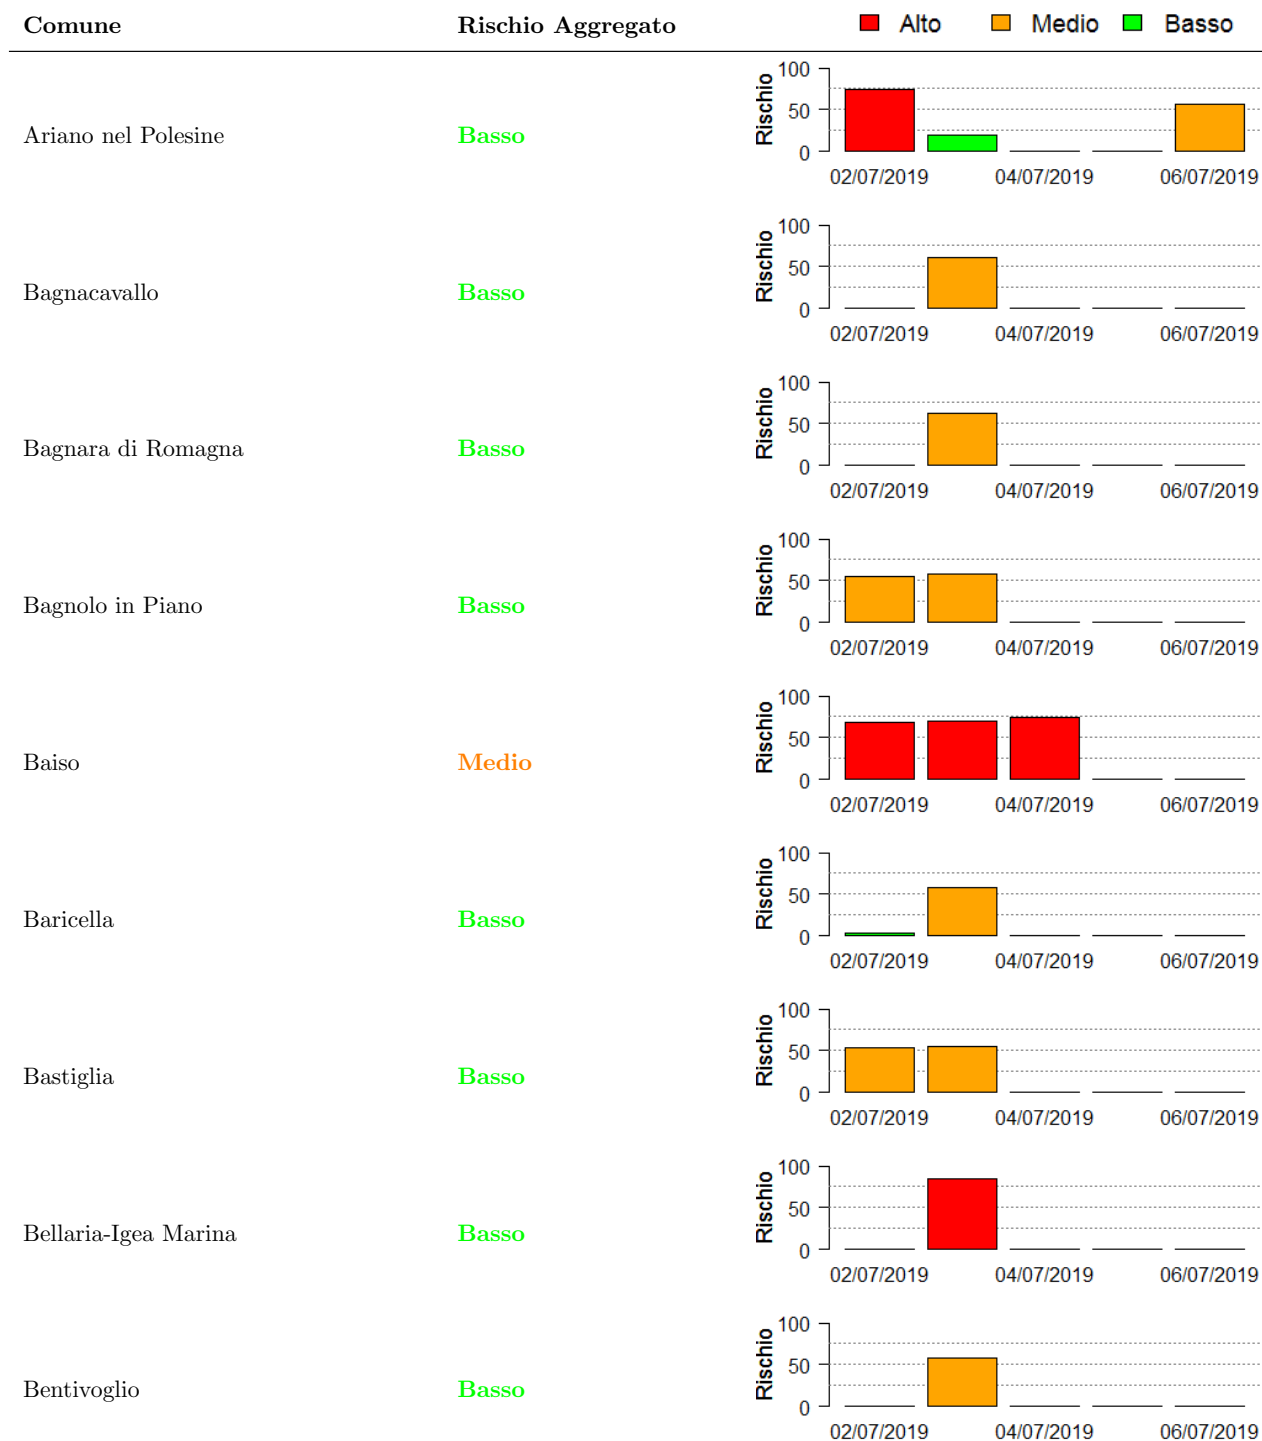 Comune Rischio Aggregato Alto Medio Basso
Ariano nel Polesine Basso Rischio 100 50 0
02/07/2019 04/07/2019 06/07/2019
Bagnacavallo Basso Rischio 100 50 0
02/07/2019 04/07/2019 06/07/2019
Bagnara di Romagna Basso Rischio 100 50 0
02/07/2019 04/07/2019 06/07/2019
Bagnolo in Piano Basso Rischio 100 50 0
02/07/2019 04/07/2019 06/07/2019
Baiso Medio Rischio 100 50 0
02/07/2019 04/07/2019 06/07/2019
Baricella Basso Rischio 100 50 0
02/07/2019 04/07/2019 06/07/2019
Bastiglia Basso Rischio 100 50 0
02/07/2019 04/07/2019 06/07/2019
Bellaria-Igea Marina Basso Rischio 100 50 0
02/07/2019 04/07/2019 06/07/2019
Bentivoglio Basso Rischio 100 50 0
02/07/2019 04/07/2019 06/07/2019